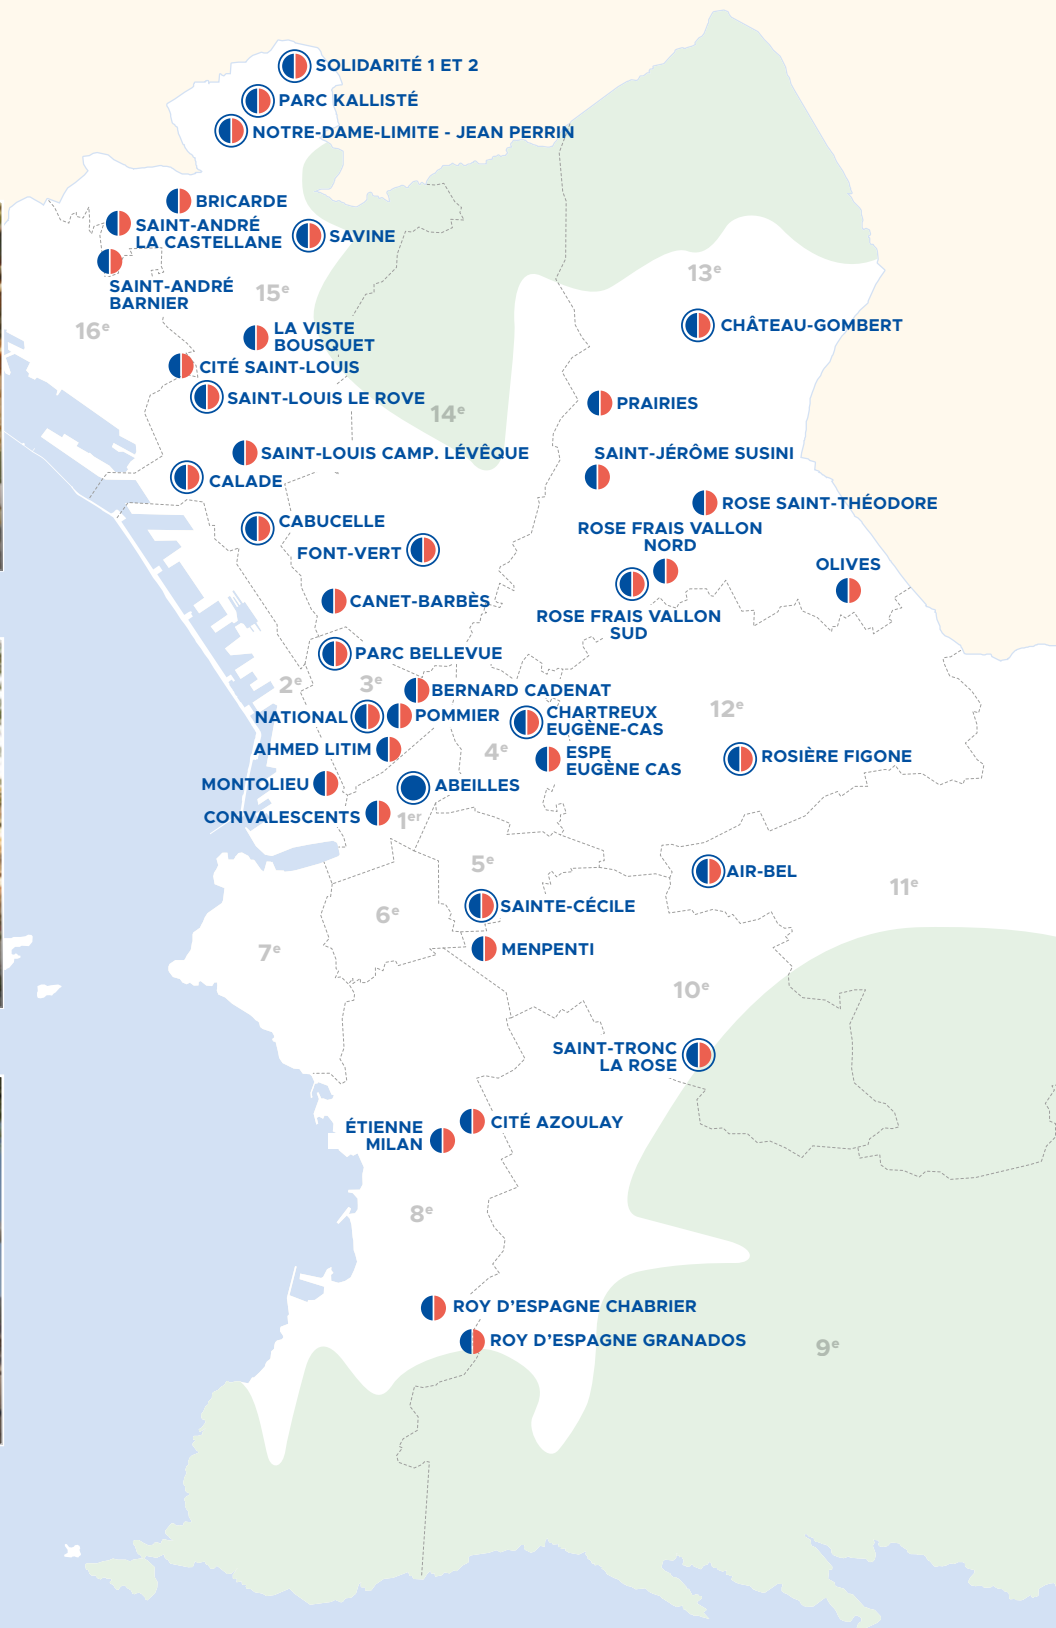 SOLIDARITÉ 1 ET 2
PARC KALLISTÉ
NOTRE-DAME-LIMITE - JEAN PERRIN
BRICARDE
SAINT-ANDRÉ
LA CASTELLANE
SAVINE
SAINT-ANDRÉ
BARNIER
15e
13e
16e
LA VISTE
BOUSQUET
CHÂTEAU-GOMBERT
CITÉ SAINT-LOUIS
SAINT-LOUIS LE ROVE
14e
PRAIRIES
SAINT-LOUIS CAMP. LÉVÊQUE
SAINT-JÉRÔME SUSINI
CALADE
ROSE SAINT-THÉODORE
CABUCELLE
ROSE FRAIS VALLON
NORD
FONT-VERT
OLIVES
CANET-BARBÈS
ROSE FRAIS VALLON
SUD
PARC BELLEVUE
2e
3e
BERNARD CADENAT
NATIONAL
POMMIER
CHARTREUX
EUGÈNE-CAS
12e
AHMED LITIM
4e
ESPE
EUGÈNE CAS
ROSIÈRE FIGONE
MONTOLIEU
ABEILLES
CONVALESCENTS
1er
5e
AIR-BEL
11e
SAINTE-CÉCILE
6e
7e
MENPENTI
10e
SAINT-TRONC
LA ROSE
CITÉ AZOULAY
ÉTIENNE
MILAN
8e
ROY D’ESPAGNE CHABRIER
ROY D’ESPAGNE GRANADOS
9e